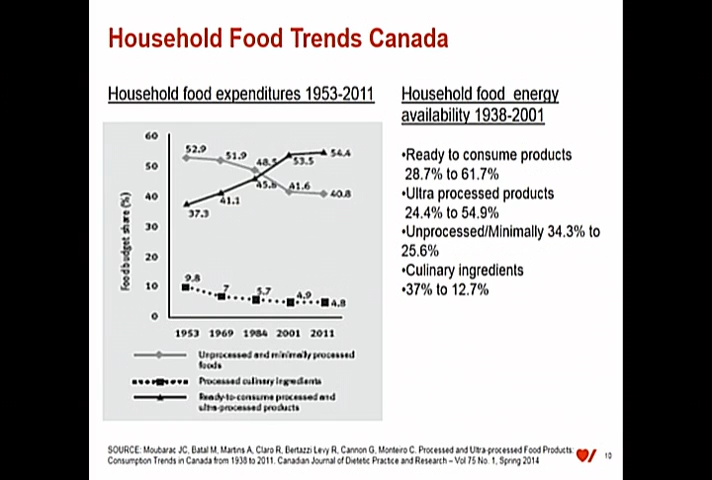 Household Food Trends Canada
Household food expenditures 1953-2011
Household food energy
availability 1938-2001
•Ready to consume products
28.7% to 61.7%
•Ultra processed products
24.4% to 54.9%
•Unprocessed/Minimally 34.3% to
25.6%
•Culinary ingredients
•37% to 12.7%
Food budget share (%)
60
50
40
30
20
10
0
52.9
51.9
48.5
53.5
54.4
37.3
41.1
45.8
41.6
40.8
9.8
7
5.7
4.9
4.8
1953 1969 1984 2001 2011
Unprocessed and minimally processed
foods
Processed culinary ingredients
Ready-to-consume processed and
ultra-processed products
SOURCE: Moubarac JC, Batal M, Martins A, Claro R, Bertazzi Levy R, Cannon G, Monteiro C. Processed and Ultra-processed Food Products:
Consumption Trends in Canada from 1938 to 2011. Canadian Journal of Dietetic Practice and Research – Vol 75 No. 1, Spring 2014
10